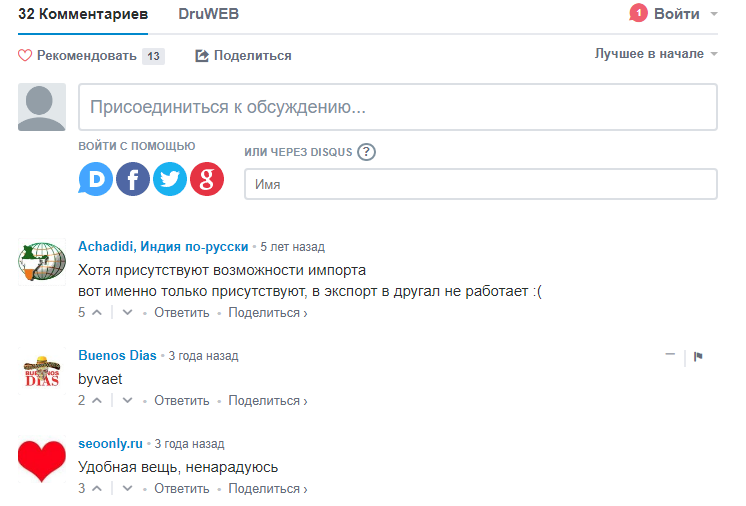 32 Комментариев DruWEB 1 Войти
Рекомендовать 13 Поделиться Лучшее в начале
Присоединиться к обсуждению...
ВОЙТИ С ПОМОЩЬЮ
ИЛИ ЧЕРЕЗ DISQUS ?
D f g
Имя
Achadidi, Индия по-русски • 5 лет назад
Хотя присутствуют возможности импорта
вот именно только присутствуют, в экспорт в другал не работает :(
5 • Ответить • Поделиться ›
Buenos Dias • 3 года назад
BUENOS
DIAS
byvaet
2 • Ответить • Поделиться ›
seoonly.ru • 3 года назад
Удобная вещь, ненарадуюсь
3 • Ответить • Поделиться ›